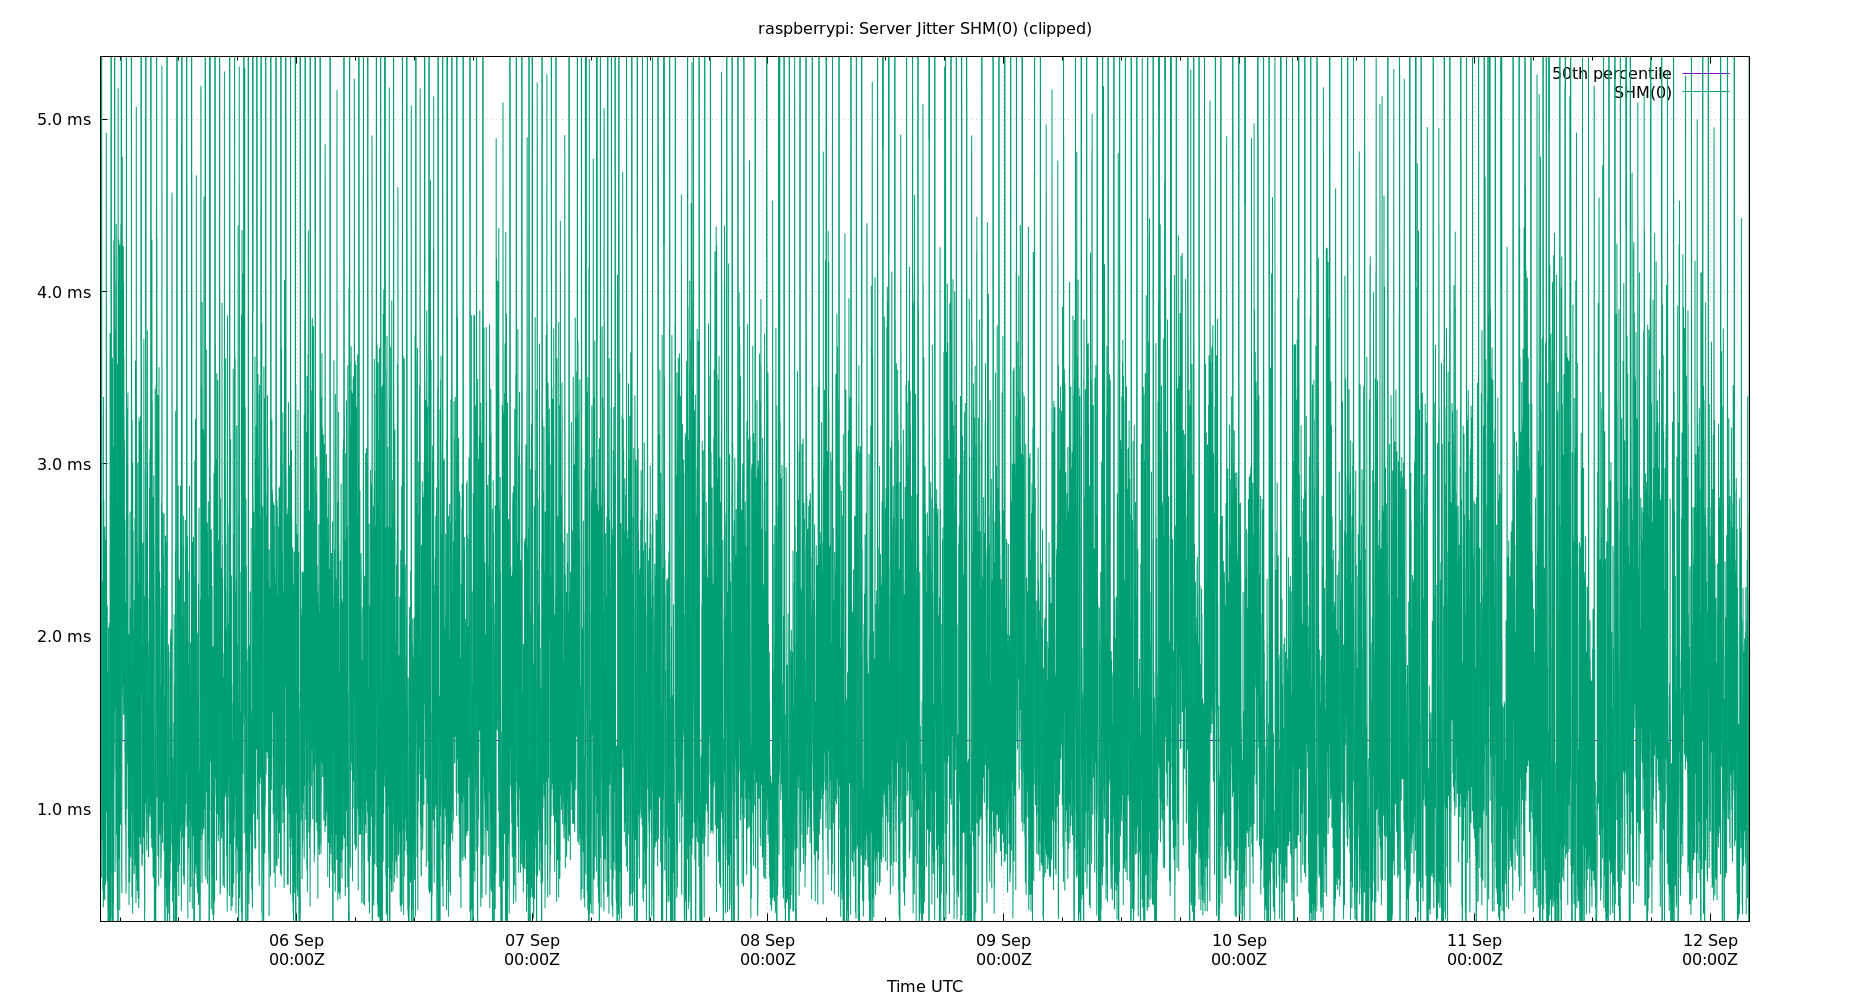 raspberrypi: Server Jitter SHM(0) (clipped)
50th percentile
SHM(0)
5.0 ms
4.0 ms
3.0 ms
2.0 ms
1.0 ms
06 Sep 07 Sep 08 Sep 09 Sep 10 Sep 11 Sep 12 Sep
00:00Z 00:00Z 00:00Z 00:00Z 00:00Z 00:00Z 00:00Z
Time UTC